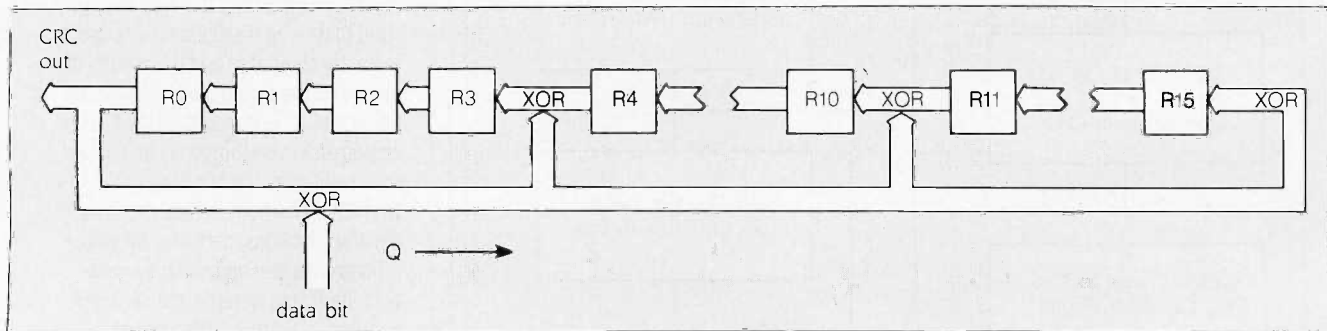 CRC
out
R0 R1 R2 R3 XOR R4 R10 XOR R11 R15 XOR
XOR
Q
data bit